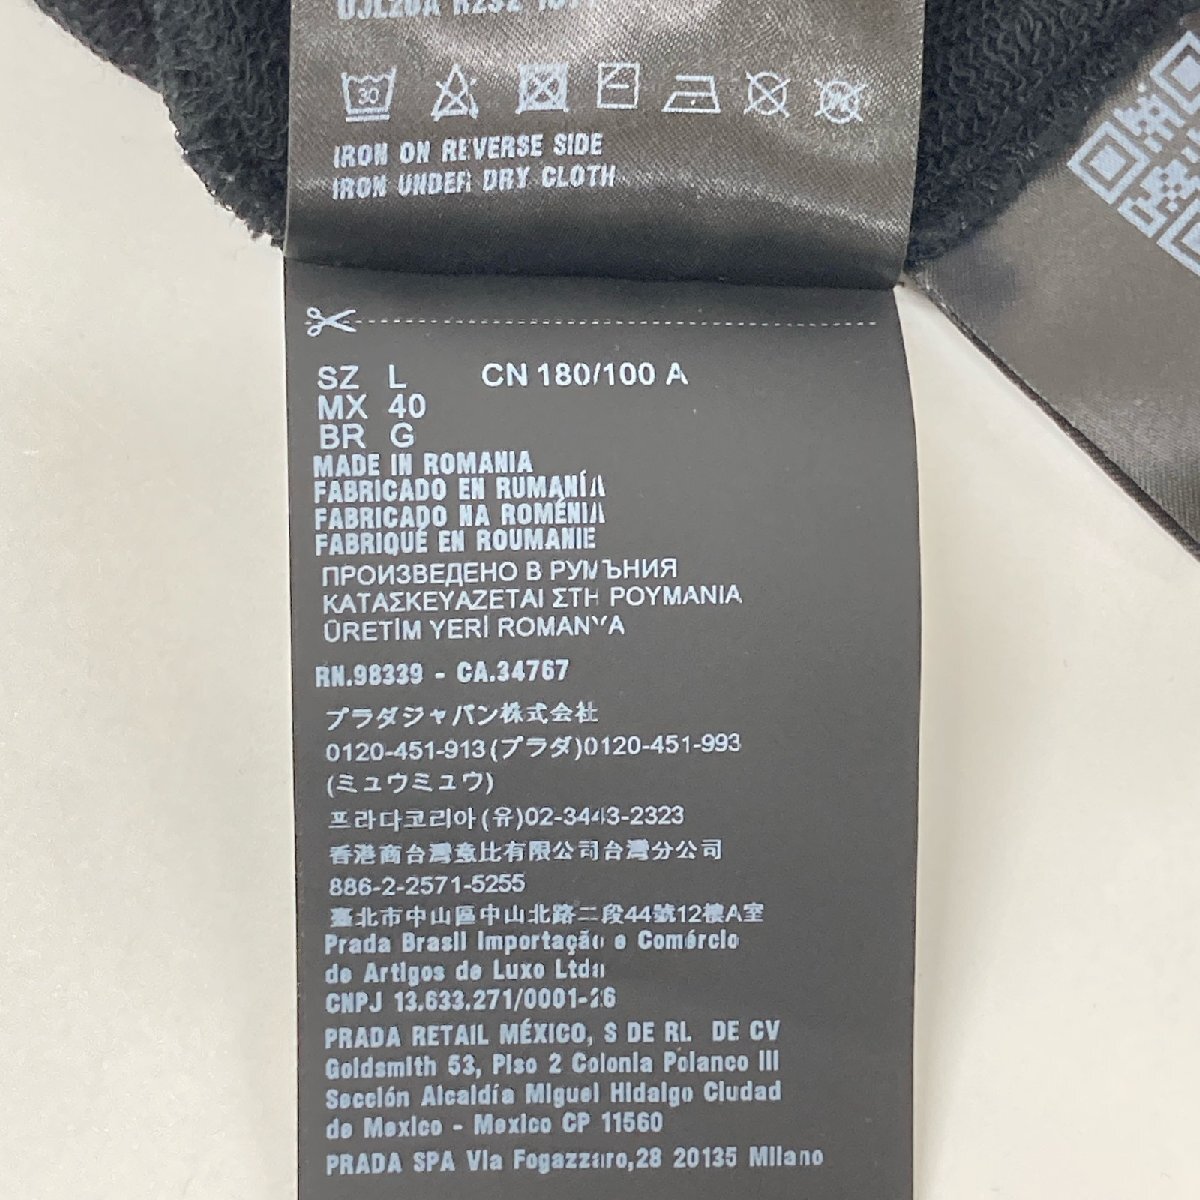 30
IRON ON REVERSE SIDE
IRON UNDER DRY CLOTH
SZ L CN 180/100 A
MX 40
BR G
MADE IN ROMANIA
FABRICADO EN RUMANÍA
FABRICADO NA ROMÉNIA
FABRIQUÉ EN ROUMANIE
ПРОИЗВЕДЕНО В РУМЪНИЯ
ΚΑΤΑΣΚΕΥΑΖΕΤΑΙ ΣΤΗ ΡΟΥΜΑΝΙΑ
ÜRETİM YERİ ROMANYA
RN.98339 - CA.34767
プラダジャパン株式会社
0120-451-913(プラダ)0120-451-993
(ミュウミュウ)
프라다코리아(유)02-3443-2323
香港商台灣意比有限公司台灣分公司
886-2-2571-5255
臺北市中山區中山北路二段44號12樓A室
Prada Brasil Importação e Comércio
de Artigos de Luxo Ltda
CNPJ 13.633.271/0001-26
PRADA RETAIL MÉXICO, S DE RL DE CV
Goldsmith 53, Piso 2 Colonia Polanco III
Sección Alcaldía Miguel Hidalgo Ciudad
de Mexico - Mexico CP 11560
PRADA SPA Via Fogazzaro,28 20135 Milano